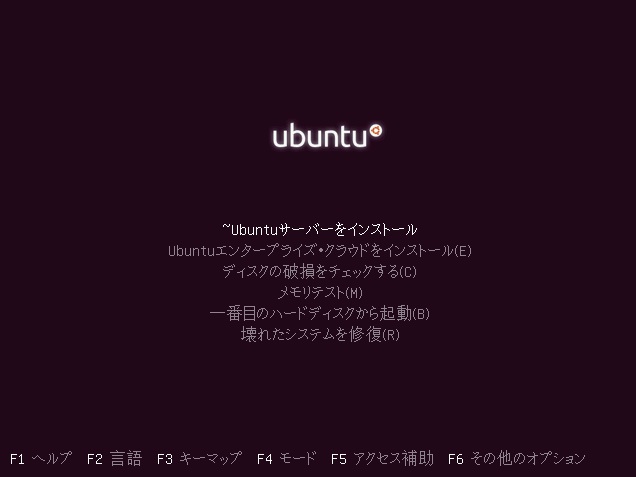 ubuntu
~Ubuntuサーバーをインストール
Ubuntuエンタープライズ・クラウドをインストール(E)
ディスクの破損をチェックする(C)
メモリテスト(M)
一番目のハードディスクから起動(B)
壊れたシステムを修復(R)
F1 ヘルプ F2 言語 F3 キーマップ F4 モード F5 アクセス補助 F6 その他のオプション